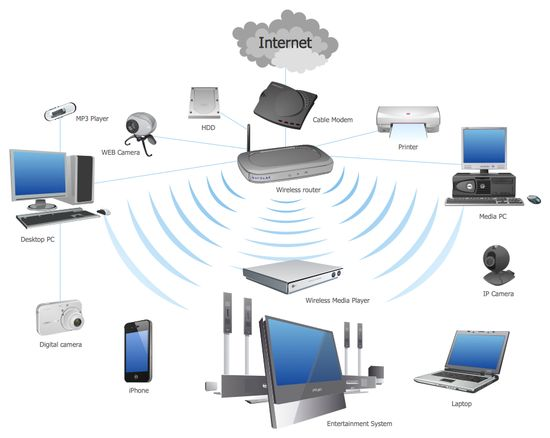 Internet
MP3 Player
HDD
Cable Modem
WEB Camera
Printer
Wireless router
Desktop PC
Media PC
IP Camera
Wireless Media Player
Digital camera
iPhone
Laptop
Entertainment System